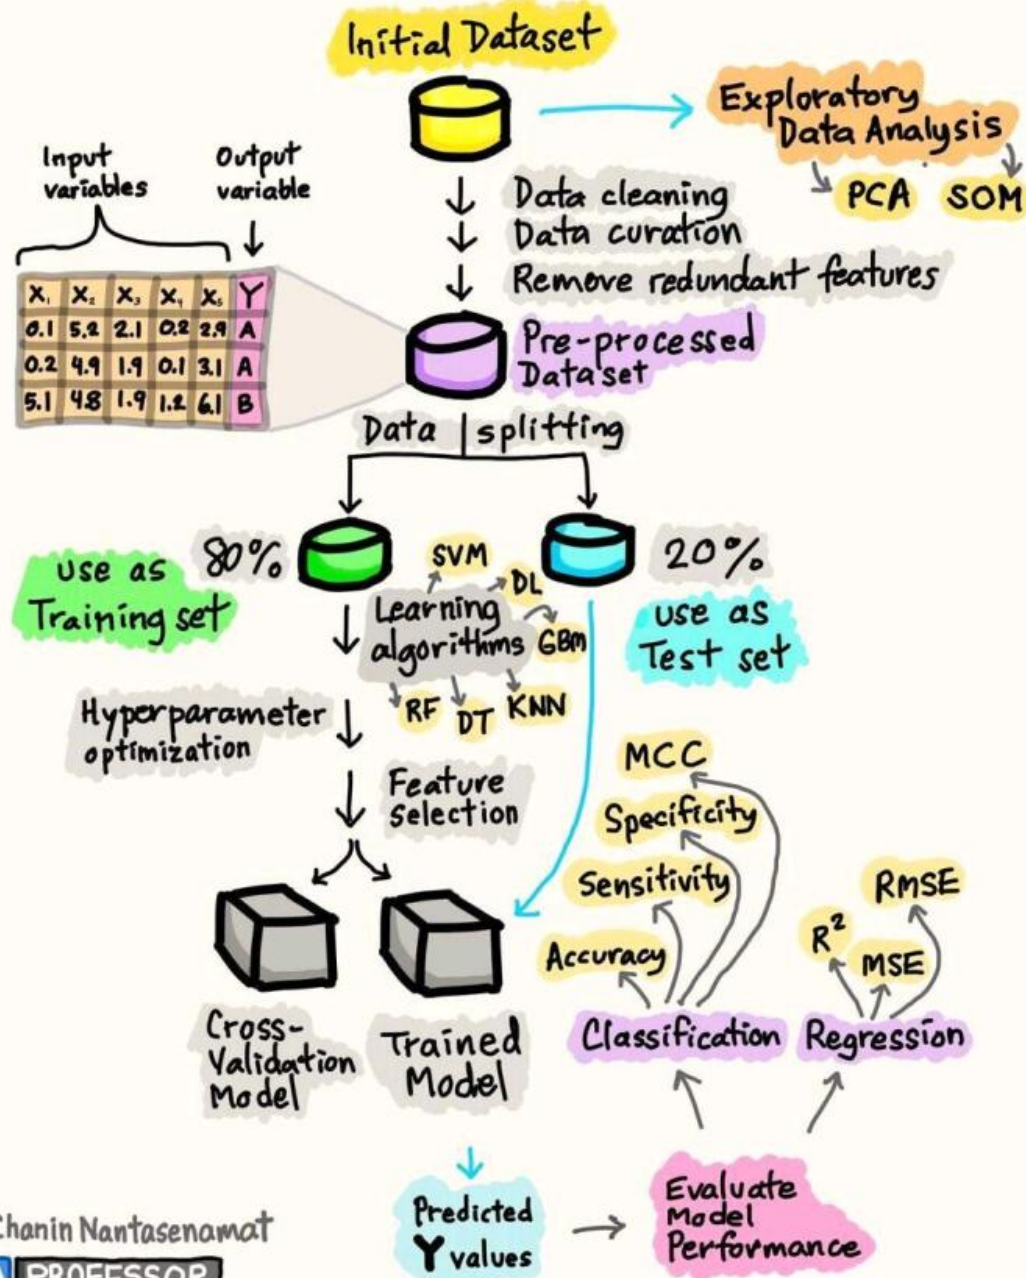 Initial Dataset
Exploratory
Data Analysis
PCA SOM
Data cleaning
Data curation
Remove redundant features
Input
variables
Output
variable
X₁ X₂ X₃ X₄ X₅ Y
0.1 5.2 2.1 0.2 2.9 A
0.2 4.9 1.9 0.1 3.1 A
5.1 4.8 1.9 1.2 6.1 B
Pre-processed
Dataset
Data splitting
80%
use as
Training set
20%
use as
Test set
Learning
algorithms
SVM
DL
GBm
KNN
DT
RF
Hyperparameter
optimization
Feature
Selection
Cross-
Validation
Model
Trained
Model
Predicted
Y values
Evaluate
Model
Performance
Classification
Accuracy
Sensitivity
Specificity
MCC
Regression
R²
MSE
RMSE
Chanin Nantasenamat
PROFESSOR